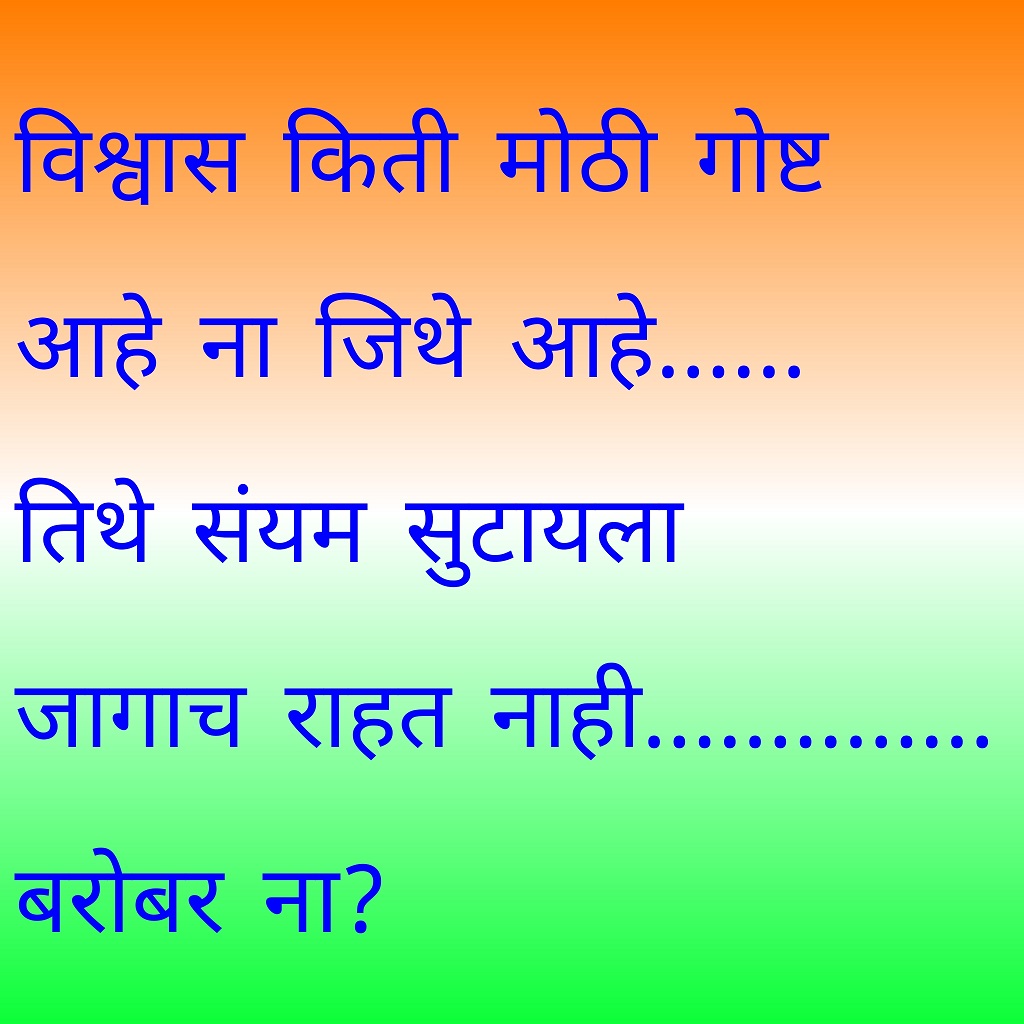 विश्वास किती मोठी गोष्ट
आहे ना जिथे आहे......
तिथे संयम सुटायला
जागाच राहत नाही..............
बरोबर ना?